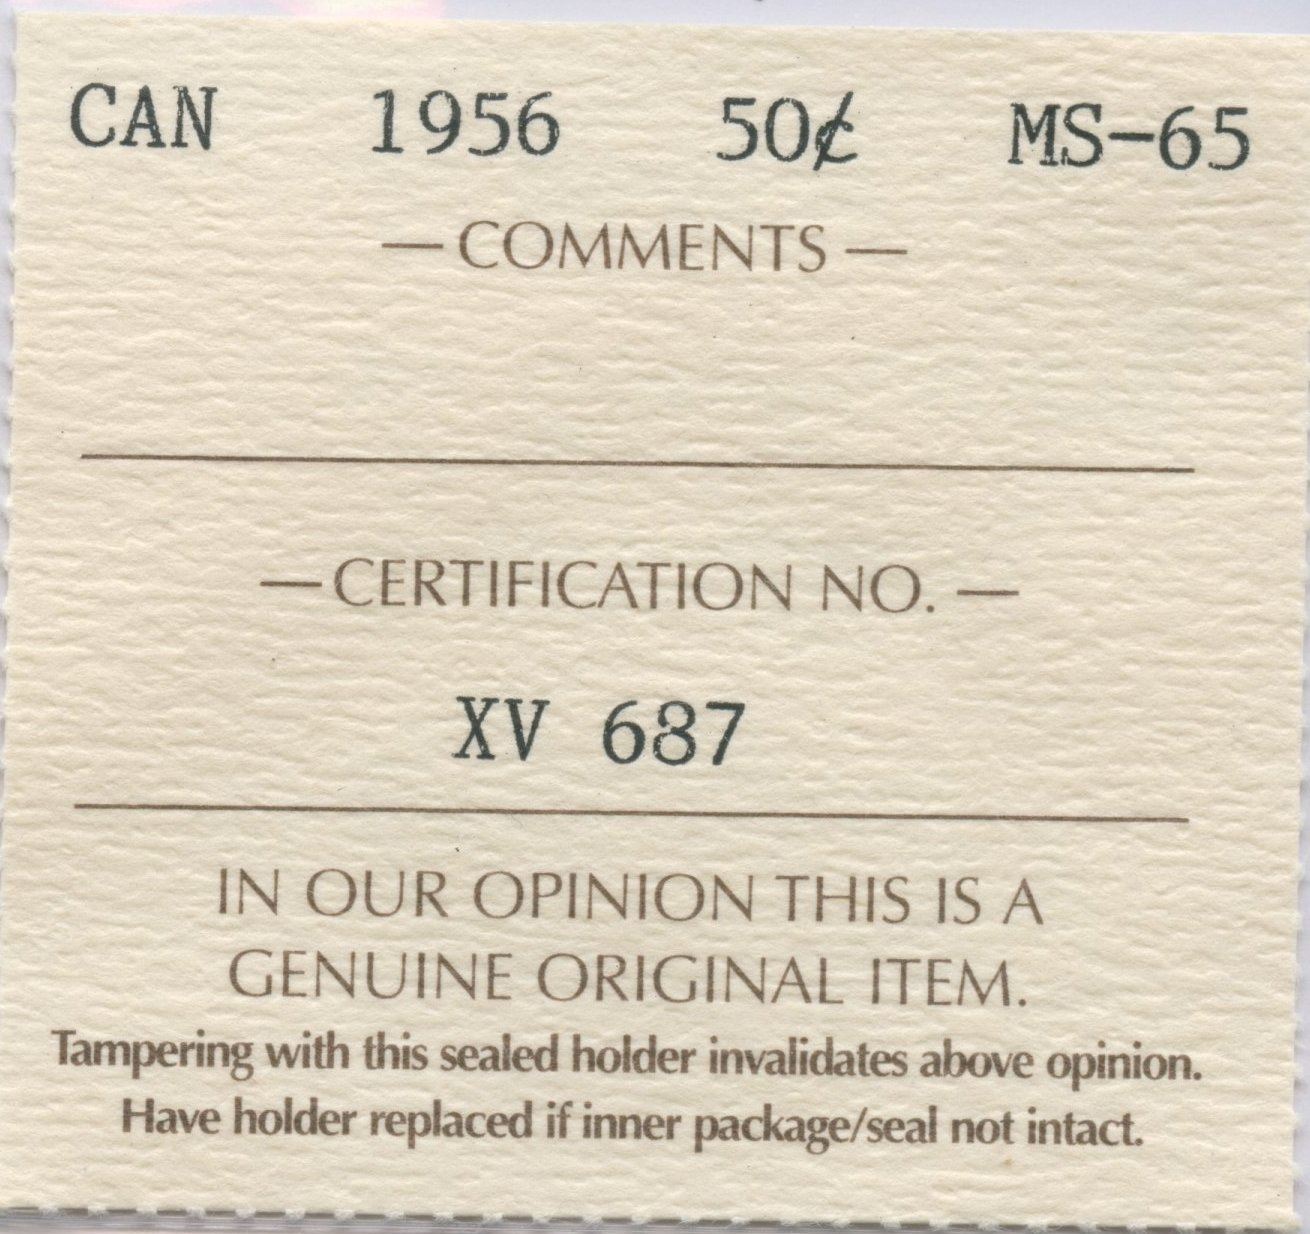 CAN 1956 50¢ MS-65
— COMMENTS —
— CERTIFICATION NO. —
XV 687
IN OUR OPINION THIS IS A
GENUINE ORIGINAL ITEM.
Tampering with this sealed holder invalidates above opinion.
Have holder replaced if inner package/seal not intact.